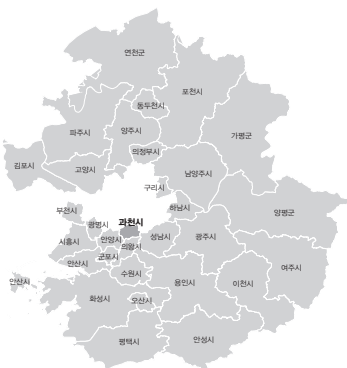 연천군
포천시
동두천시
파주시
양주시
가평군
의정부시
김포시
고양시
남양주시
구리시
하남시
부천시
양평군
광명시
과천시
시흥시
안양시
성남시
광주시
의왕시
군포시
안산시
여주시
수원시
안산시
용인시
이천시
화성시
오산시
평택시
안성시